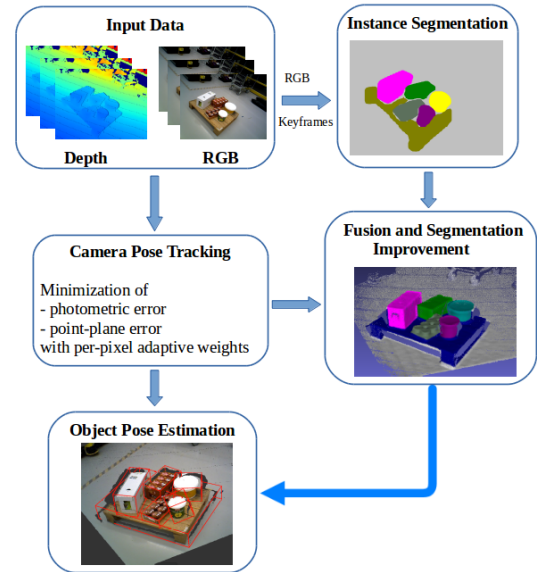 Input Data
Depth
RGB
RGB
Keyframes
Instance Segmentation
Camera Pose Tracking
Minimization of
- photometric error
- point-plane error
with per-pixel adaptive weights
Fusion and Segmentation
Improvement
Object Pose Estimation